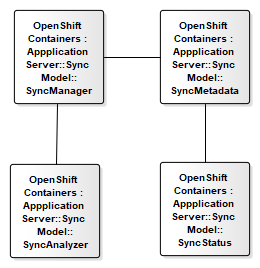 OpenShift
Containers :
Appplication
Server::Sync
Model::
SyncManager
OpenShift
Containers :
Appplication
Server::Sync
Model::
SyncMetadata
OpenShift
Containers :
Appplication
Server::Sync
Model::
SyncAnalyzer
OpenShift
Containers :
Appplication
Server::Sync
Model::
SyncStatus